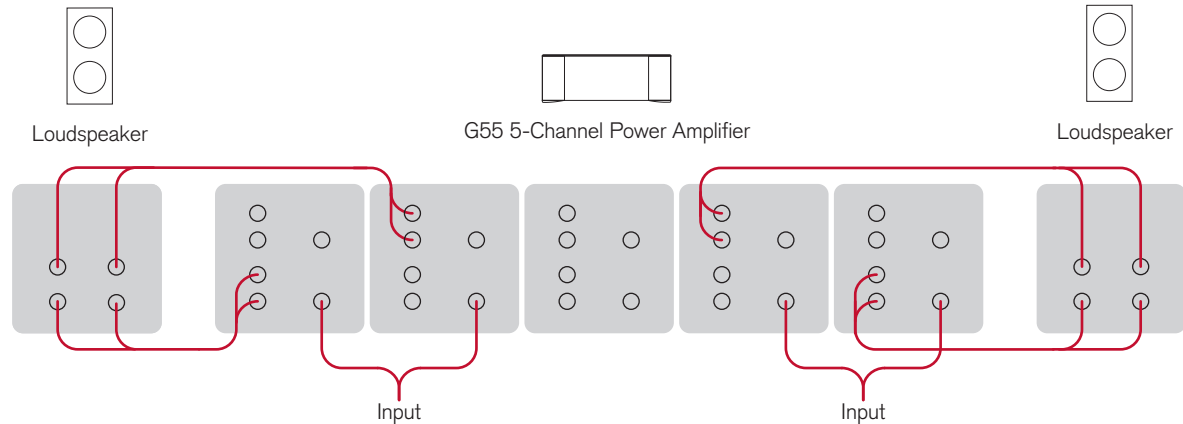 Loudspeaker
G55 5-Channel Power Amplifier
Loudspeaker
Input
Input